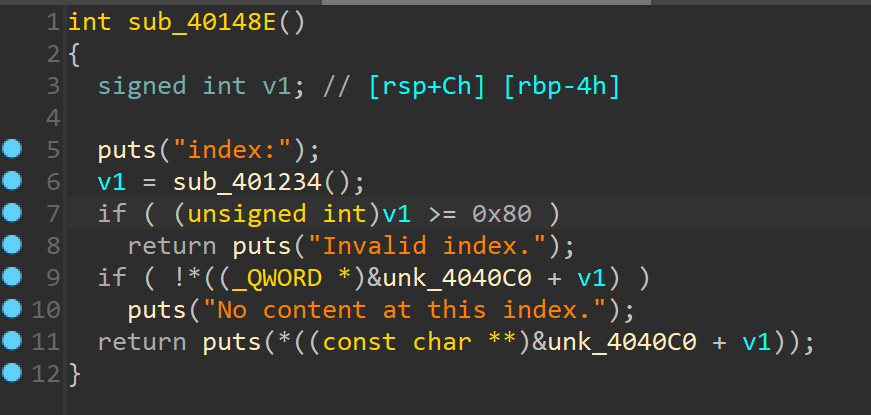 1 int sub_40148E()
2 {
3   signed int v1; // [rsp+Ch] [rbp-4h]
4
5   puts("index:");
6   v1 = sub_401234();
7   if ( (unsigned int)v1 >= 0x80 )
8     return puts("Invalid index.");
9   if ( !*((_QWORD *)&unk_4040C0 + v1) )
10     puts("No content at this index.");
11   return puts(*((const char **)&unk_4040C0 + v1));
12 }